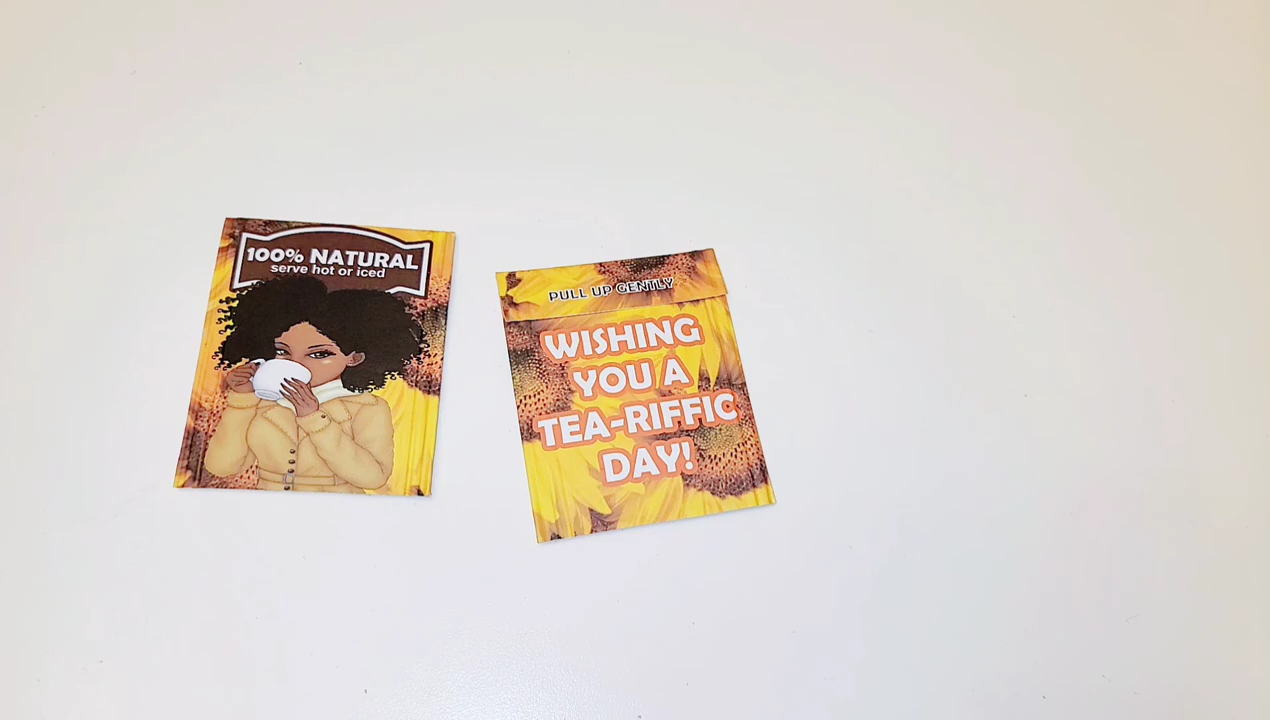 100% NATURAL
serve hot or iced
PULL UP GENTLY
WISHING
YOU A
TEA-RIFFIC
DAY!